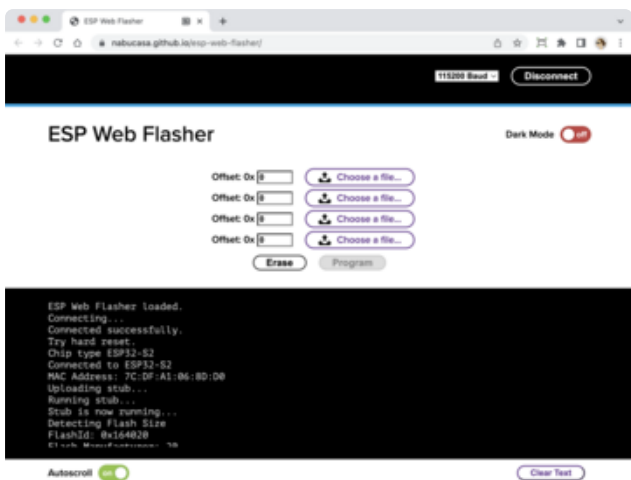 ESP Web Flasher
nabucasa.github.io/esp-web-flasher/
115200 Baud
Disconnect
ESP Web Flasher
Dark Mode off
Offset: 0x 0 Choose a file...
Offset: 0x 0 Choose a file...
Offset: 0x 0 Choose a file...
Offset: 0x 0 Choose a file...
Erase Program
ESP Web Flasher loaded.
Connecting...
Connected successfully.
Try hard reset.
Chip type ESP32-S2
Connected to ESP32-S2
MAC Address: 7C:DF:A1:06:8D:D0
Uploading stub...
Running stub...
Stub is now running...
Detecting Flash Size
FlashId: 0x164020
Flash Manufacturer: 20
Autoscroll on
Clear Text